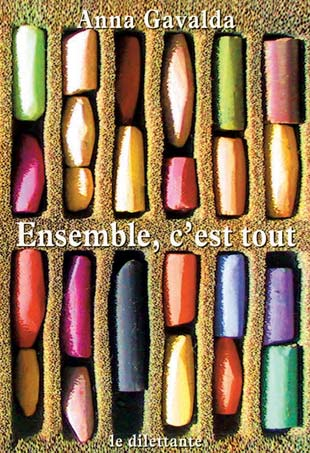 Anna Gavalda
Ensemble, c'est tout
le dilettante